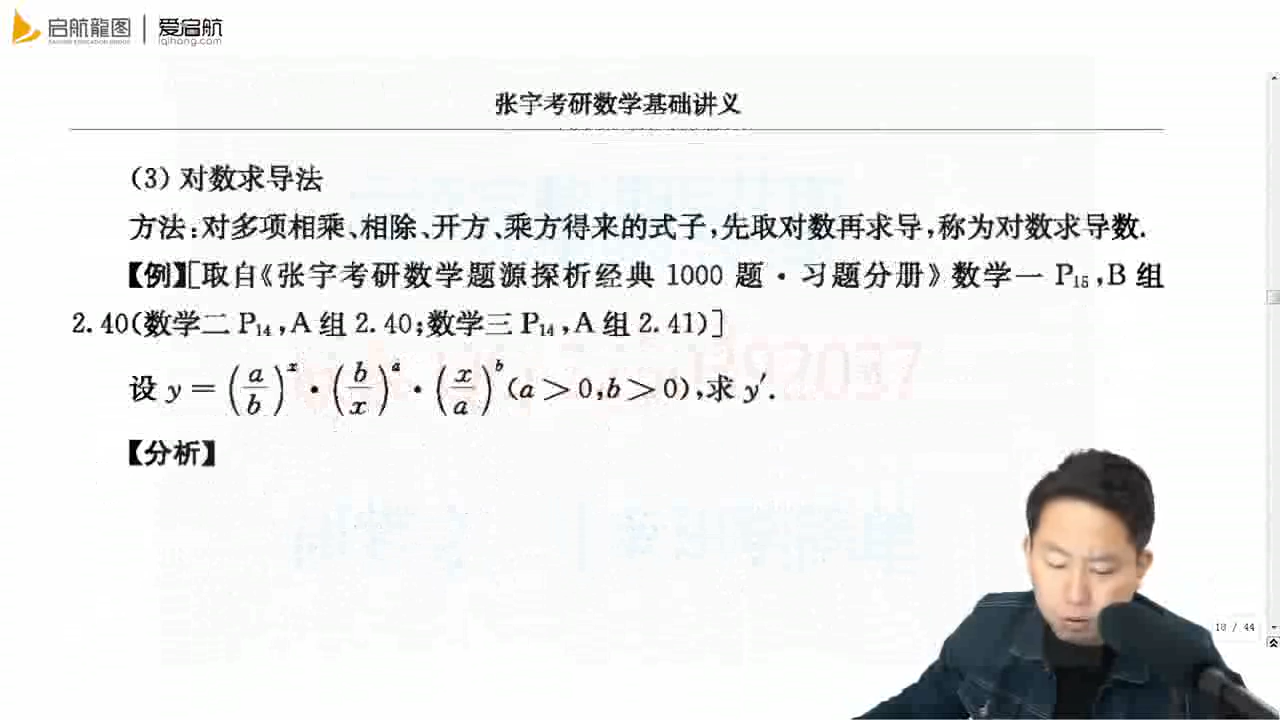 启航龍图 爱启航
iqihang.com
张宇考研数学基础讲义
(3) 对数求导法
方法:对多项相乘、相除、开方、乘方得来的式子,先取对数再求导,称为对数求导数.
【例】[取自《张宇考研数学题源探析经典 1000 题·习题分册》数学一 P₁₅,B 组
2.40(数学二 P₁₄,A 组 2.40;数学三 P₁₄,A 组 2.41)]
设 y = (a/b)^x · (b/x)^a · (x/a)^b (a>0,b>0),求 y′.
【分析】
18 / 44